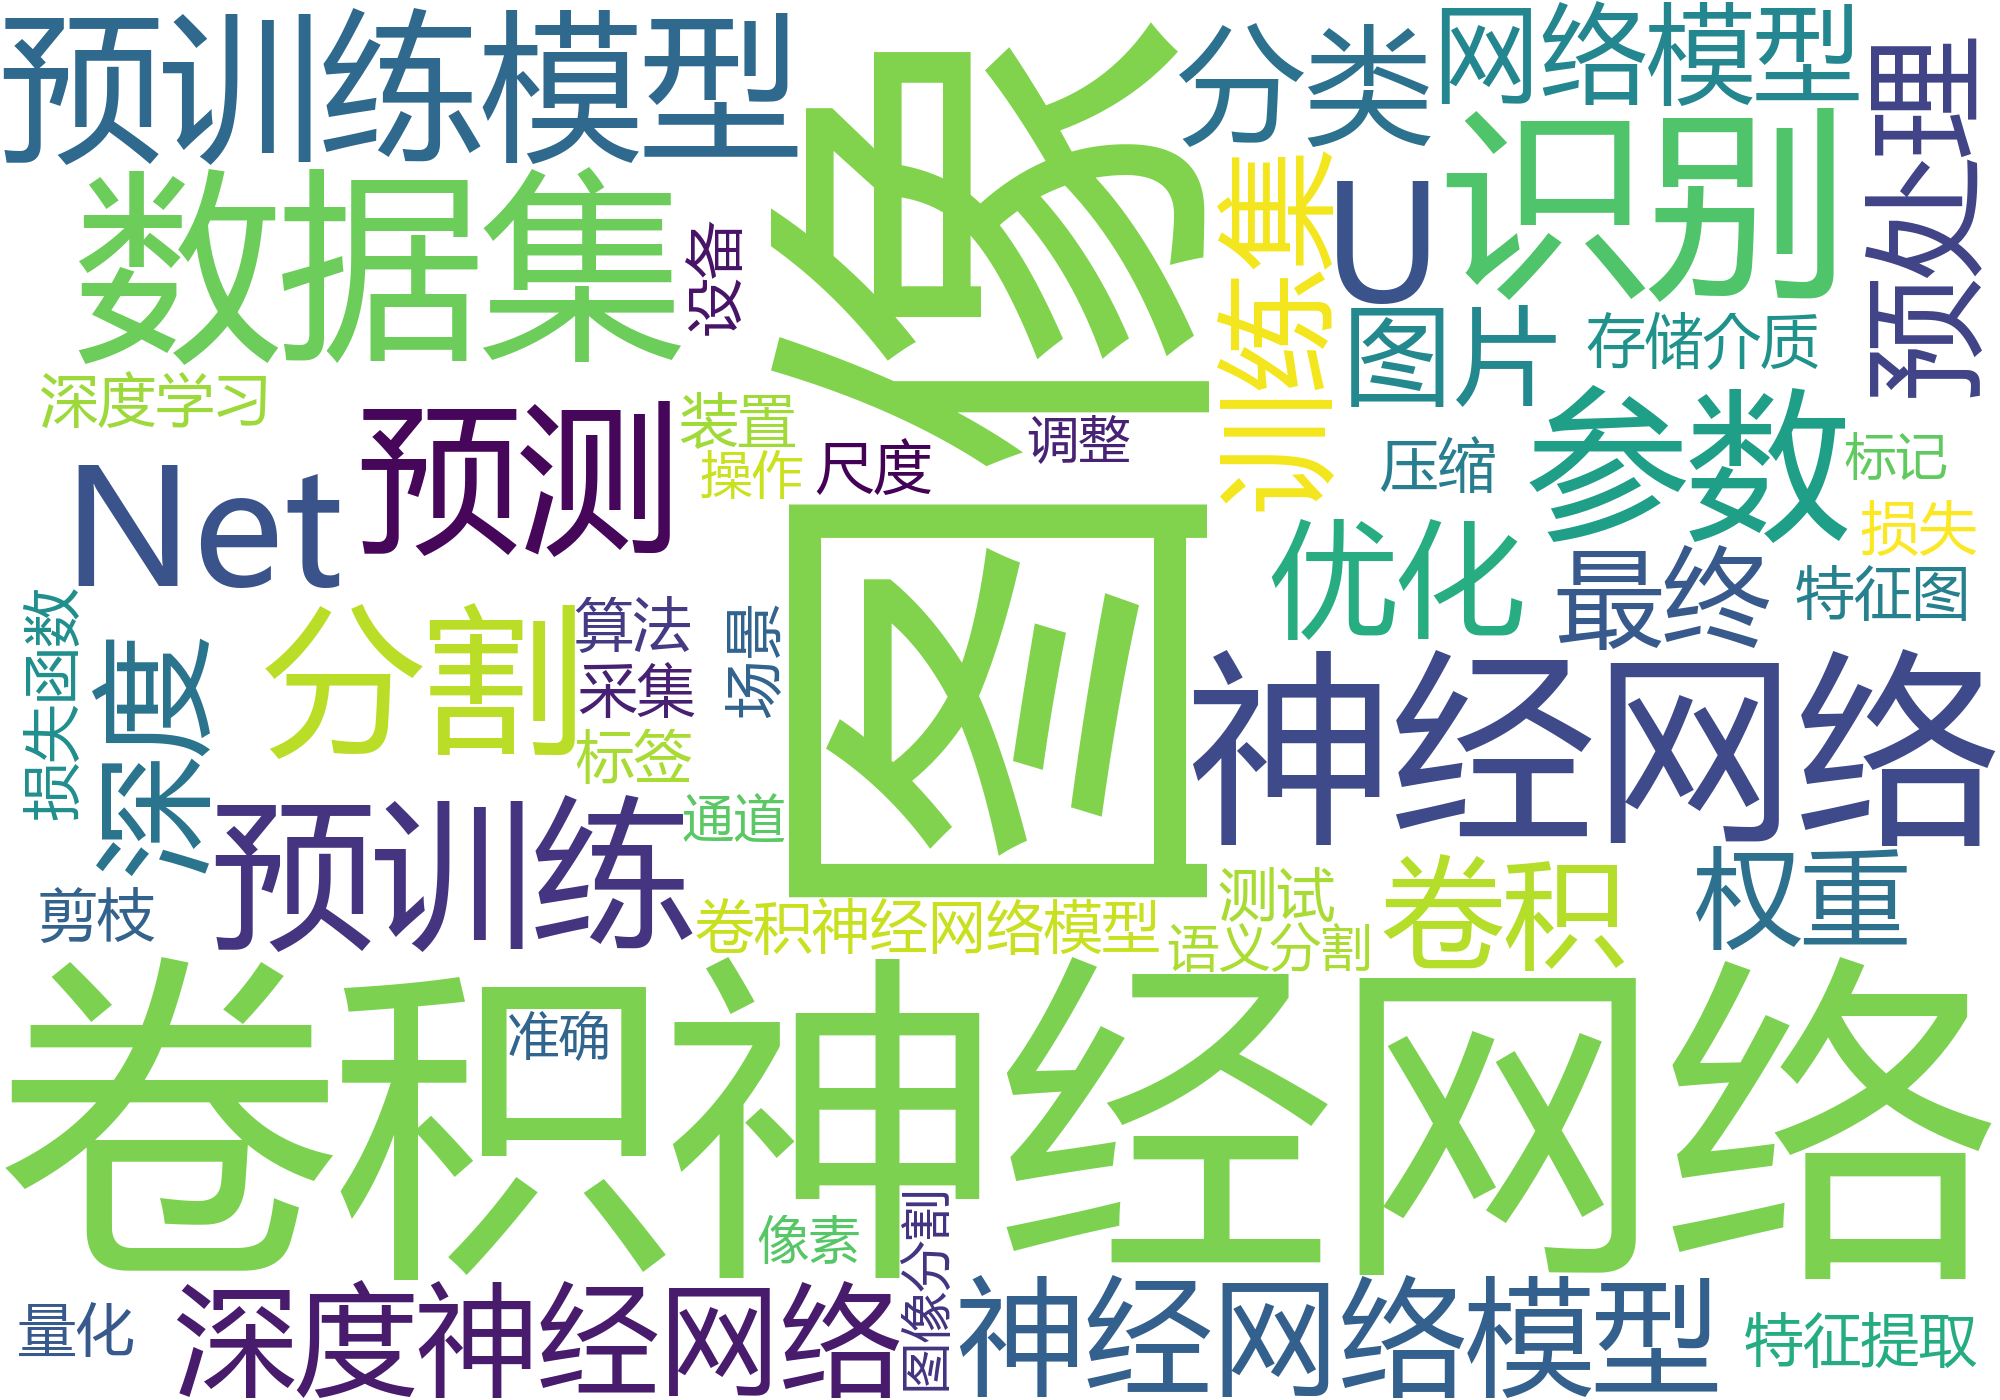 预训练模型
分类
网络模型
预处理
图像
数据集
设备
训练集
U
识别
图片
存储介质
深度学习
预测
装置
操作
尺度
调整
压缩
参数
标记
损失
Net
优化
最终
特征图
损失函数
深度
分割
算法
采集
标签
场景
神经网络
预训练
通道
剪枝
卷积神经网络模型
测试
语义分割
卷积
权重
卷积神经网络
准确
像素
图像分割
量化
深度神经网络
神经网络模型
特征提取